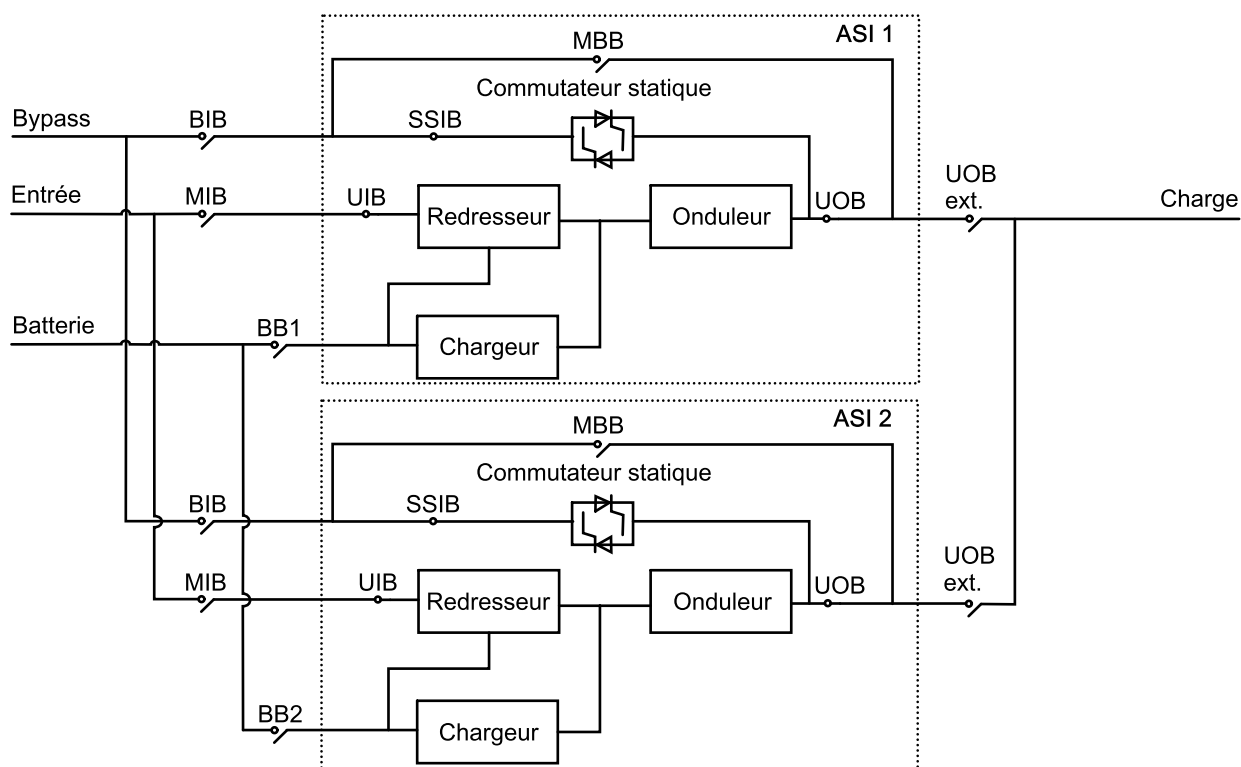 ASI 1
MBB
Commutateur statique
Bypass
BIB
SSIB
Entrée
MIB
UIB
Redresseur
Onduleur
UOB
UOB
ext.
Charge
Batterie
BB1
Chargeur
ASI 2
MBB
Commutateur statique
BIB
SSIB
MIB
UIB
Redresseur
Onduleur
UOB
UOB
ext.
BB2
Chargeur